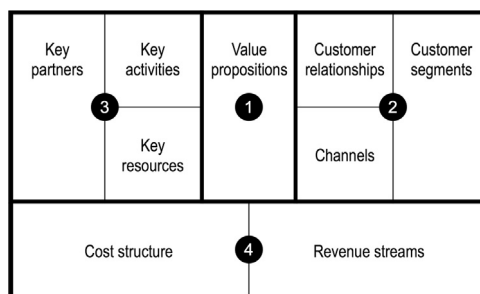 Key
partners
Key
activities
Value
propositions
Customer
relationships
Customer
segments
3
1
2
Key
resources
Channels
Cost structure
4
Revenue streams